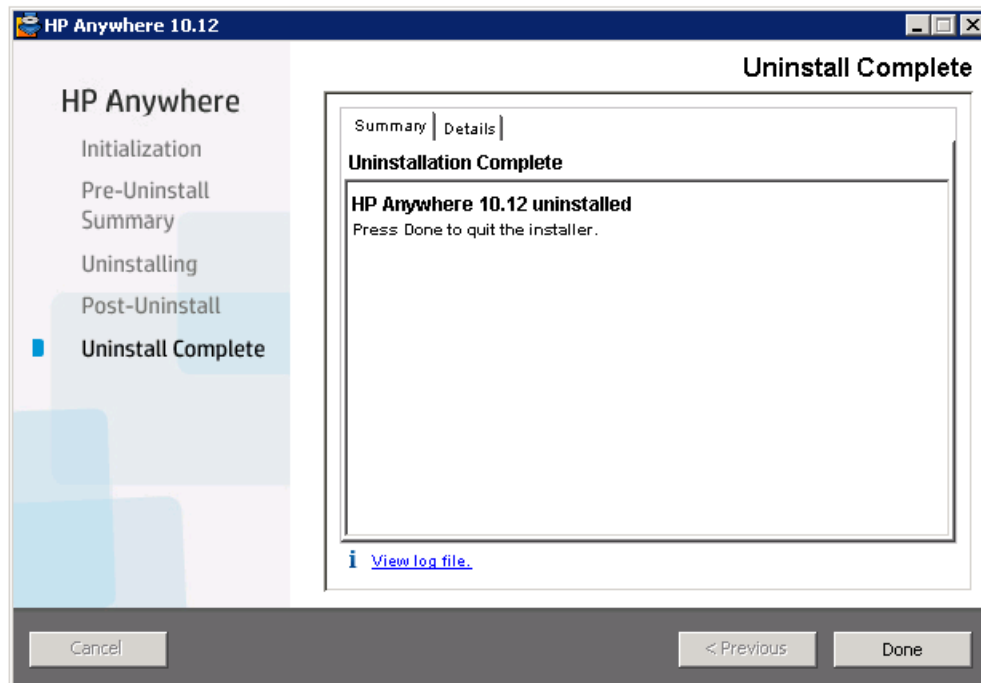 HP Anywhere 10.12
Uninstall Complete
HP Anywhere
Initialization
Pre-Uninstall
Summary
Uninstalling
Post-Uninstall
Uninstall Complete
Summary
Details
Uninstallation Complete
HP Anywhere 10.12 uninstalled
Press Done to quit the installer.
View log file.
Cancel
< Previous
Done